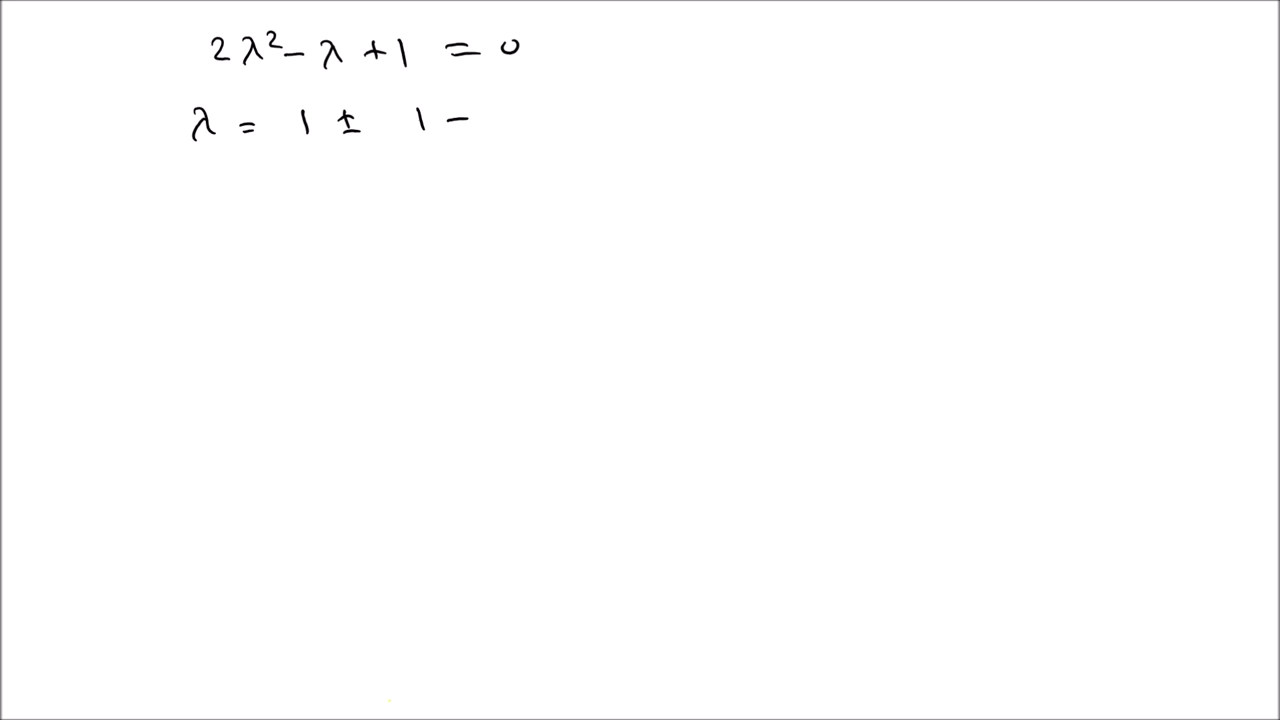 2λ² - λ + 1 = 0
λ = 1 ± 1 -